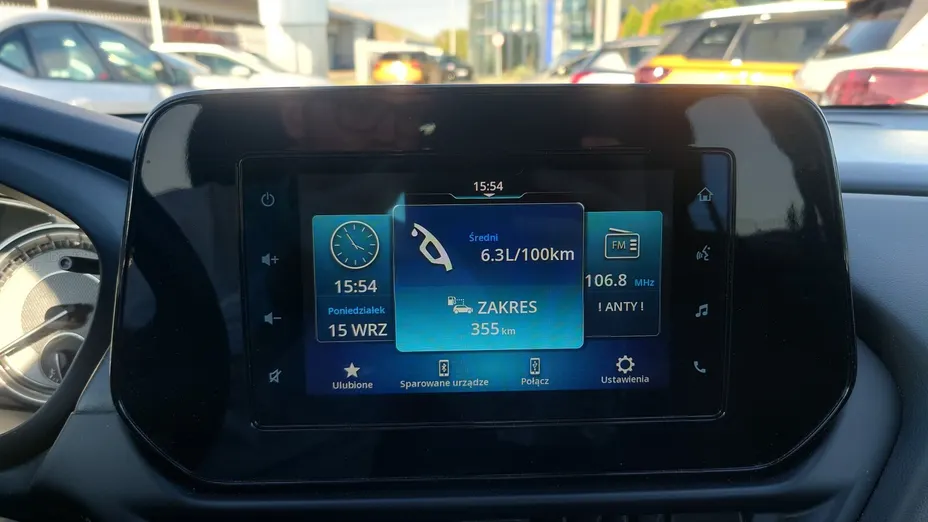 15:54
15:54
Poniedziałek
15 WRZ
Średni
6.3L/100km
ZAKRES
355 km
FM
106.8 MHz
! ANTY !
Ulubione
Sparowane urządze
Połącz
Ustawienia